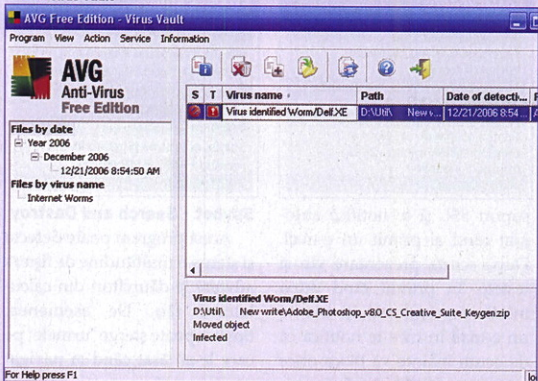 AVG Free Edition - Virus Vault
Program View Action Service Information
AVG
Anti-Virus
Free Edition
S T Virus name Path Date of detecti...
Virus identified Worm/Delf.XE D:\Util\ New w... 12/21/2006 8:54...
Files by date
Year 2006
December 2006
12/21/2006 8:54:50 AM
Files by virus name
Internet Worms
Virus identified Worm/Delf.XE
D:\Util\ New write\Adobe_Photoshop_v8.0_CS_Creative_Suite_Keygen.zip
Moved object
Infected
For Help press F1